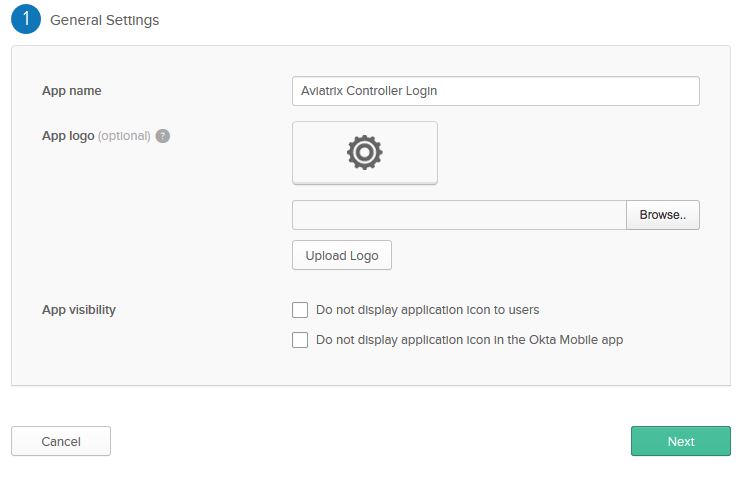 1 General Settings
App name
Aviatrix Controller Login
App logo (optional) ?
Browse..
Upload Logo
App visibility
Do not display application icon to users
Do not display application icon in the Okta Mobile app
Cancel
Next